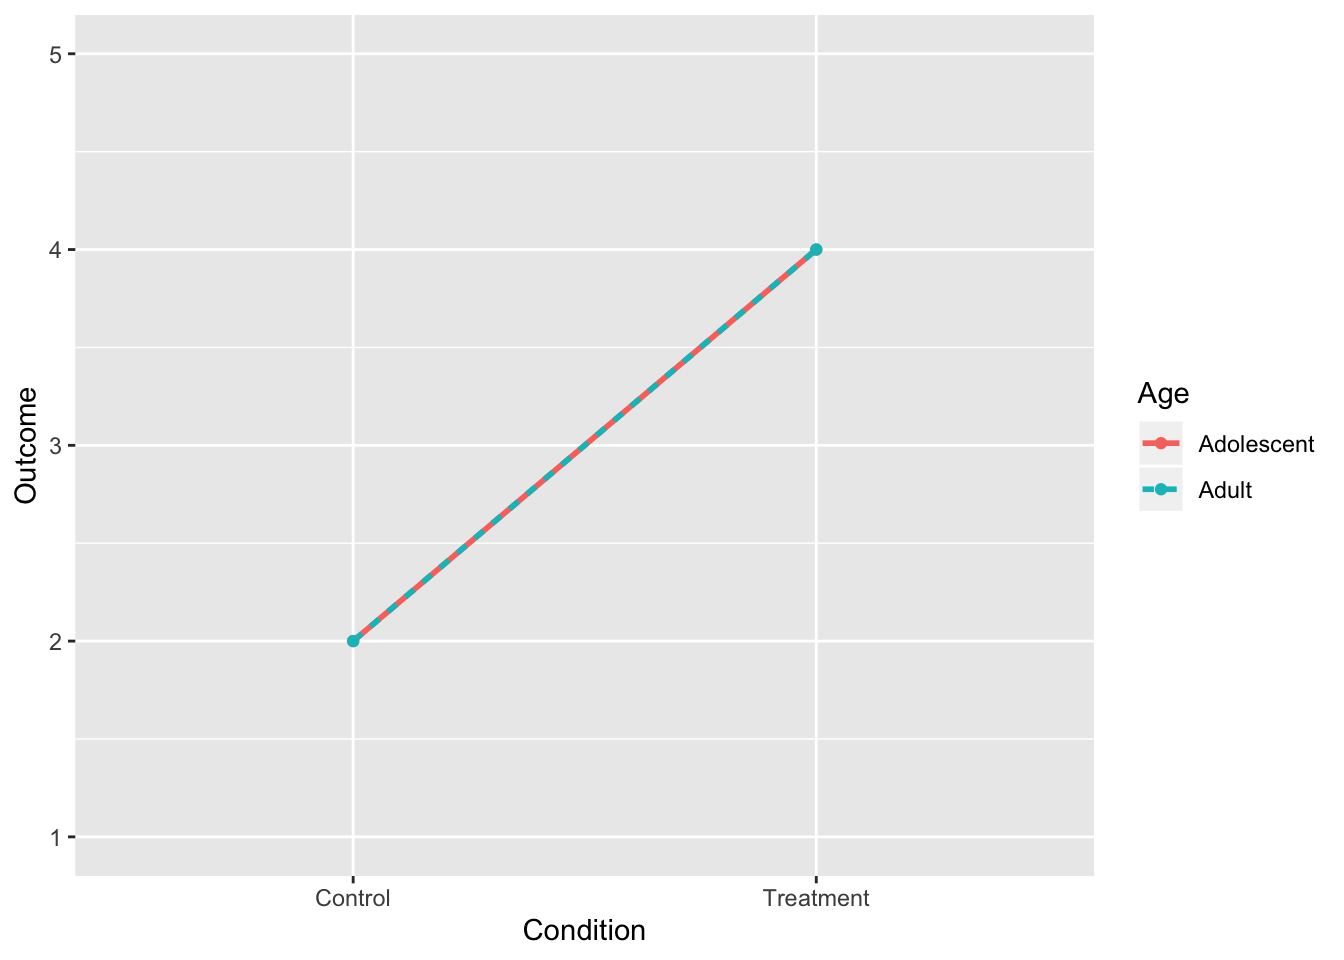 5
4
3
2
1
Outcome
Control
Treatment
Condition
Age
Adolescent
Adult